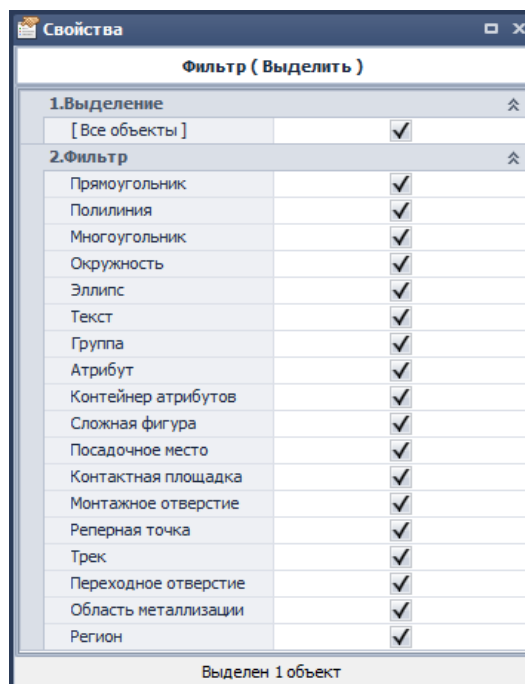 Свойства
Фильтр ( Выделить )
1.Выделение
[ Все объекты ]
2.Фильтр
Прямоугольник
Полилиния
Многоугольник
Окружность
Эллипс
Текст
Группа
Атрибут
Контейнер атрибутов
Сложная фигура
Посадочное место
Контактная площадка
Монтажное отверстие
Реперная точка
Трек
Переходное отверстие
Область металлизации
Регион
Выделен 1 объект